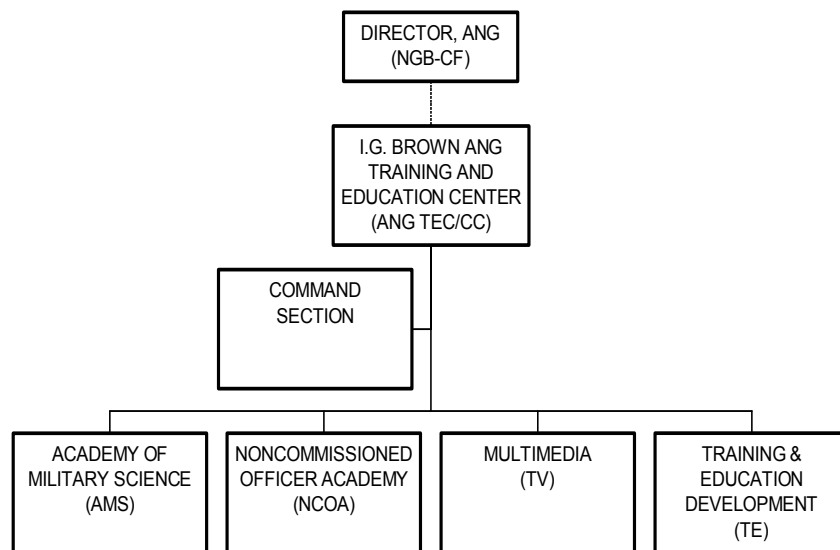 DIRECTOR, ANG
(NGB-CF)
I.G. BROWN ANG
TRAINING AND
EDUCATION CENTER
(ANG TEC/CC)
COMMAND
SECTION
ACADEMY OF
MILITARY SCIENCE
(AMS)
NONCOMMISSIONED
OFFICER ACADEMY
(NCOA)
MULTIMEDIA
(TV)
TRAINING &
EDUCATION
DEVELOPMENT
(TE)